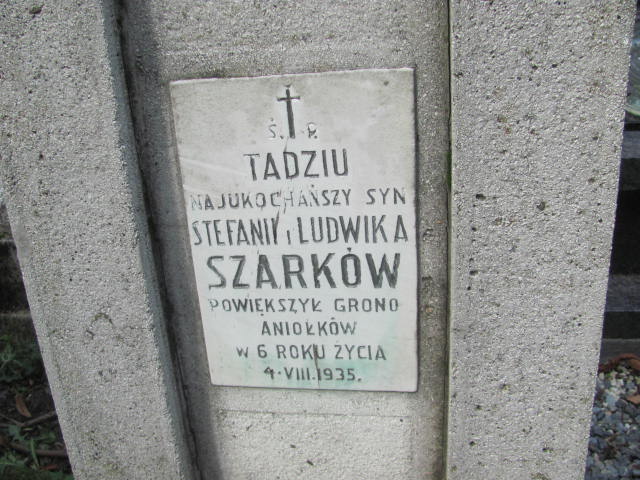 Ś. P.
TADZIU
NAJUKOCHAŃSZY SYN
STEFANII i LUDWIKA
SZARKÓW
POWIĘKSZYŁ GRONO
ANIOŁKÓW
W 6 ROKU ŻYCIA
4·VIII.1935.